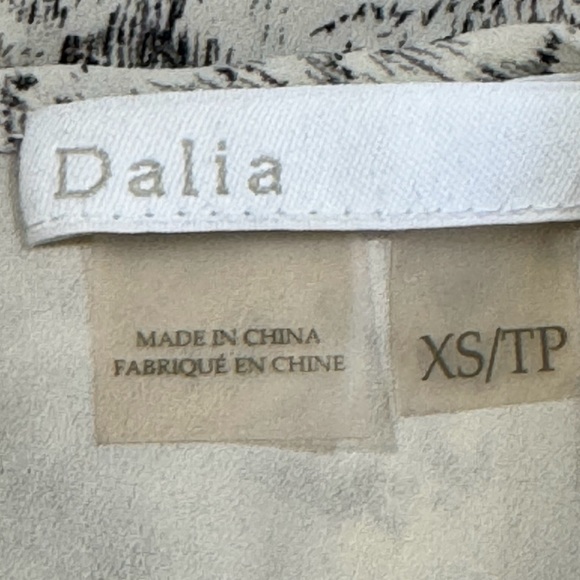 Dalia
MADE IN CHINA
FABRIQUÉ EN CHINE
XS/TP